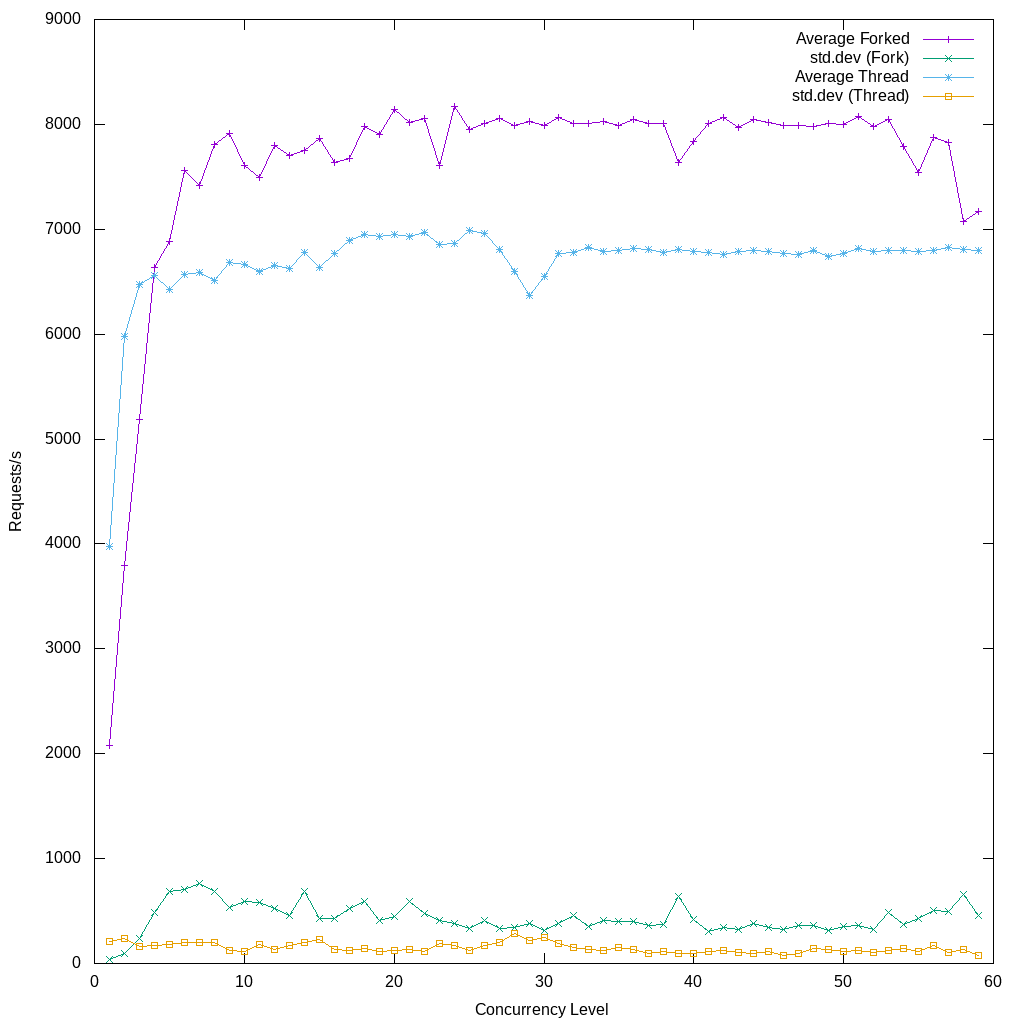 9000
8000
7000
6000
5000
4000
3000
2000
1000
0
Requests/s
Average Forked
std.dev (Fork)
Average Thread
std.dev (Thread)
0 10 20 30 40 50 60
Concurrency Level